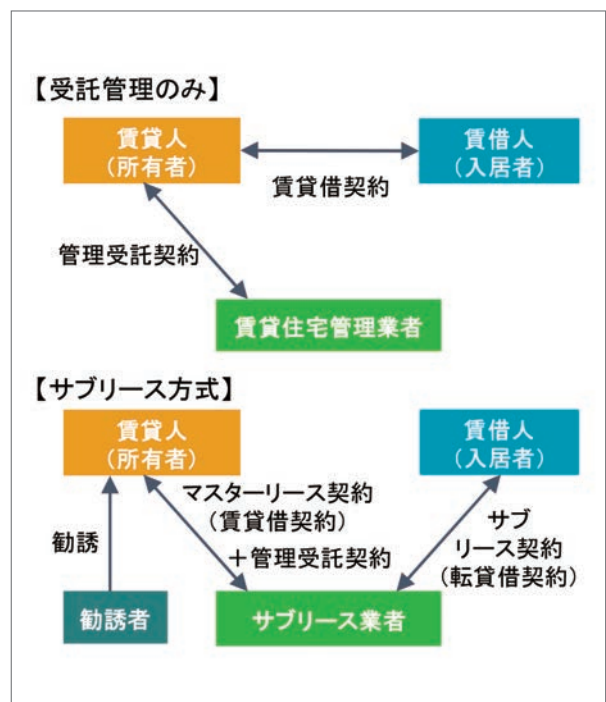 【受託管理のみ】
賃貸人
(所有者)
賃借人
(入居者)
賃貸借契約
管理受託契約
賃貸住宅管理業者
【サブリース方式】
賃貸人
(所有者)
賃借人
(入居者)
マスターリース契約
(賃貸借契約)
+管理受託契約
サブ
リース契約
(転貸借契約)
勧誘
勧誘者
サブリース業者